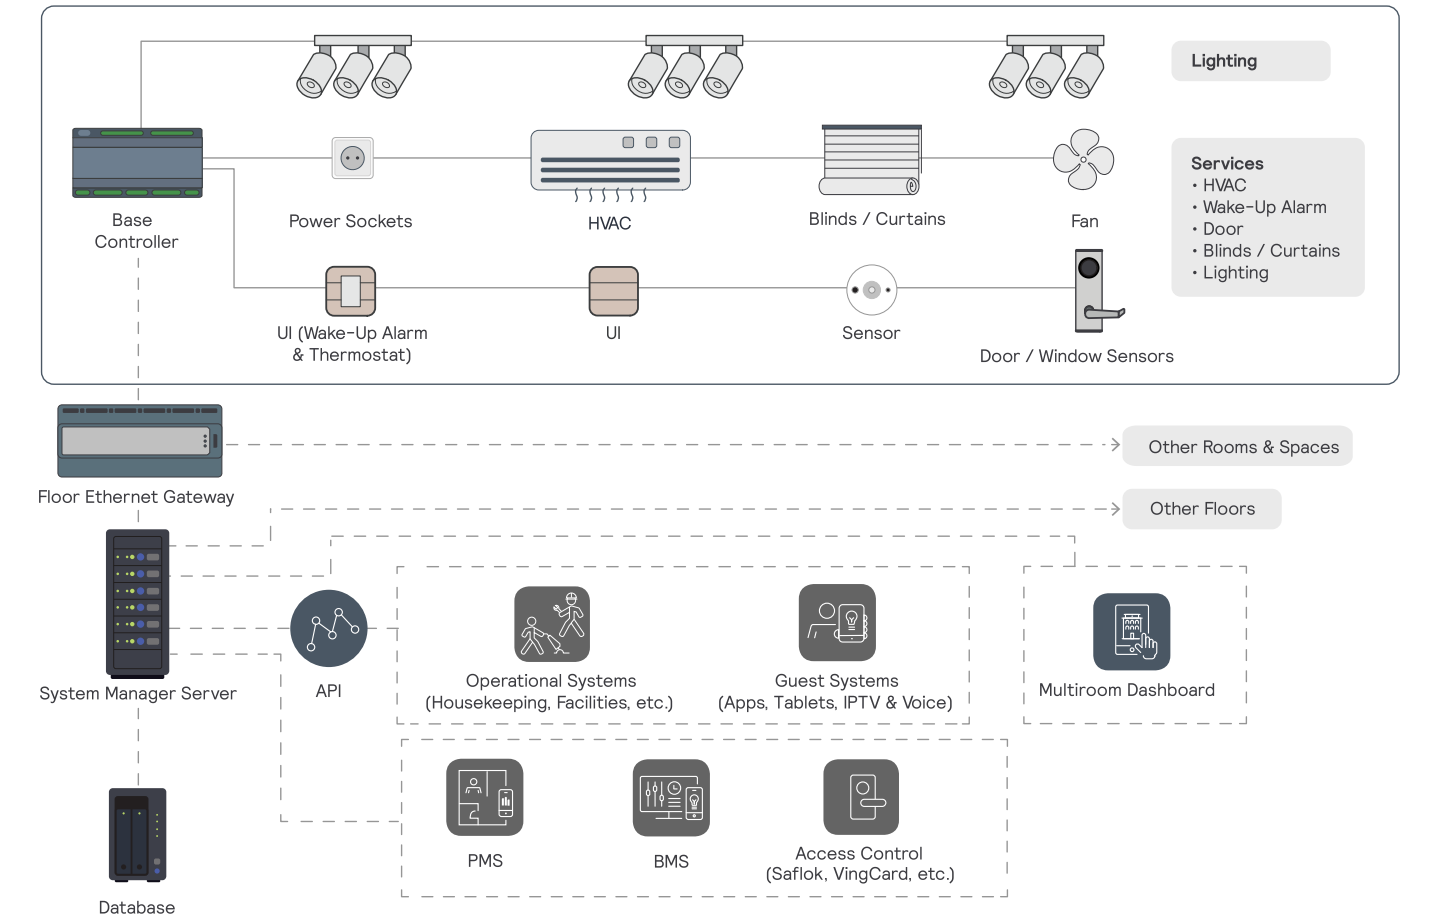 Lighting
Services
• HVAC
• Wake-Up Alarm
• Door
• Blinds / Curtains
• Lighting
Base
Controller
Power Sockets
HVAC
Blinds / Curtains
Fan
UI (Wake-Up Alarm
& Thermostat)
UI
Sensor
Door / Window Sensors
Floor Ethernet Gateway
Other Rooms & Spaces
Other Floors
System Manager Server
API
Operational Systems
(Housekeeping, Facilities, etc.)
Guest Systems
(Apps, Tablets, IPTV & Voice)
Multiroom Dashboard
PMS
BMS
Access Control
(Saflok, VingCard, etc.)
Database